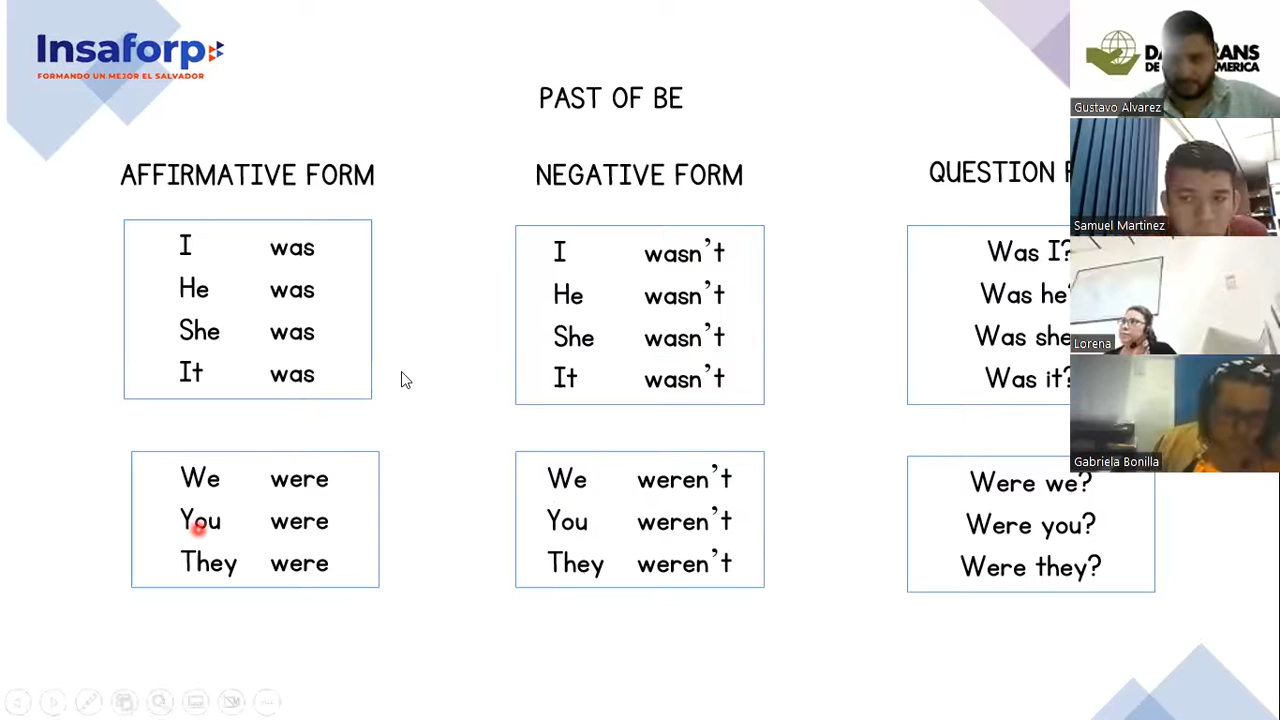 Insaforp
FORMANDO UN MEJOR EL SALVADOR
PAST OF BE
AFFIRMATIVE FORM
I was
He was
She was
It was
We were
You were
They were
NEGATIVE FORM
I wasn't
He wasn't
She wasn't
It wasn't
We weren't
You weren't
They weren't
QUESTION
Was I?
Was he?
Was she
Was it?
Were we?
Were you?
Were they?
Gustavo Alvarez
Samuel Martinez
Lorena
Gabriela Bonilla